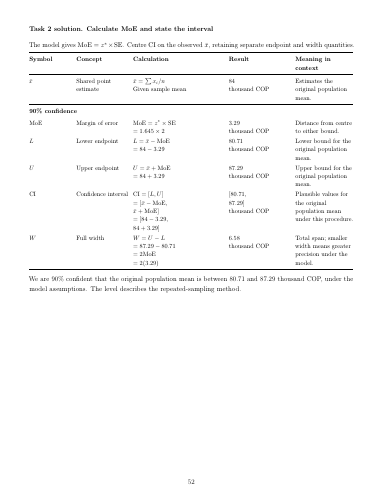 Task 2 solution. Calculate MoE and state the interval
The model gives MoE = z* × SE. Centre CI on the observed x̄, retaining separate endpoint and width quantities.
Symbol Concept Calculation Result Meaning in
context
x̄ Shared point x̄ = ∑ xᵢ/n 84 Estimates the
estimate Given sample mean thousand COP original population
mean.
90% confidence
MoE Margin of error MoE = z* × SE 3.29 Distance from centre
= 1.645 × 2 thousand COP to either bound.
L Lower endpoint L = x̄ − MoE 80.71 Lower bound for the
= 84 − 3.29 thousand COP original population
mean.
U Upper endpoint U = x̄ + MoE 87.29 Upper bound for the
= 84 + 3.29 thousand COP original population
mean.
CI Confidence interval CI = [L, U] [80.71, Plausible values for
= [x̄ − MoE, 87.29] the original
x̄ + MoE] thousand COP population mean
= [84 − 3.29, under this procedure.
84 + 3.29]
W Full width W = U − L 6.58 Total span; smaller
= 87.29 − 80.71 thousand COP width means greater
= 2MoE precision under the
= 2(3.29) model.
We are 90% confident that the original population mean is between 80.71 and 87.29 thousand COP, under the
model assumptions. The level describes the repeated-sampling method.
52